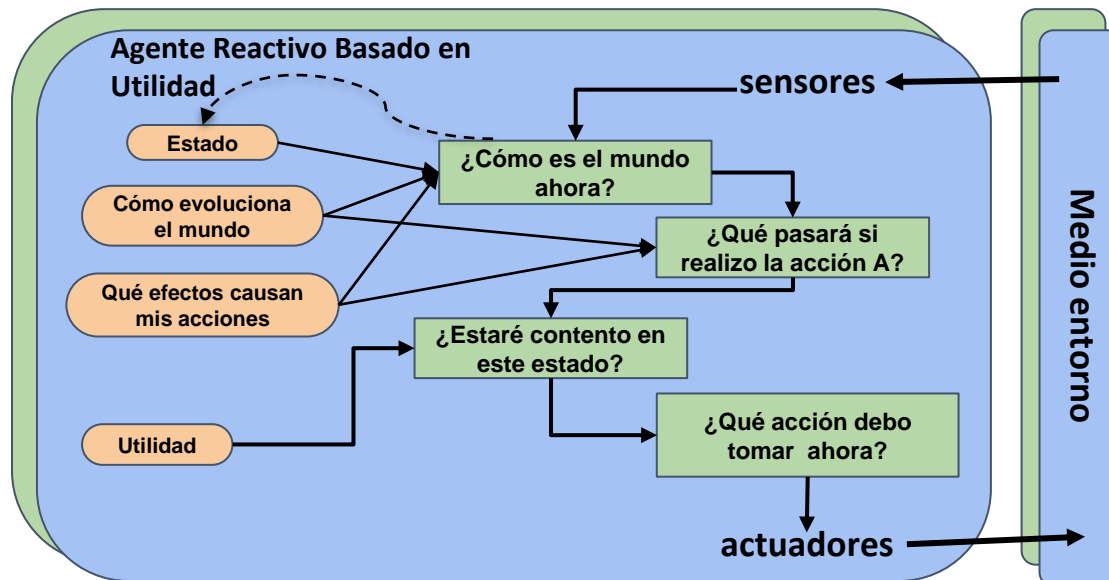 Agente Reactivo Basado en
Utilidad
sensores
Estado
¿Cómo es el mundo
ahora?
Cómo evoluciona
el mundo
¿Qué pasará si
realizo la acción A?
Qué efectos causan
mis acciones
¿Estaré contento en
este estado?
Utilidad
¿Qué acción debo
tomar ahora?
actuadores
Medio entorno